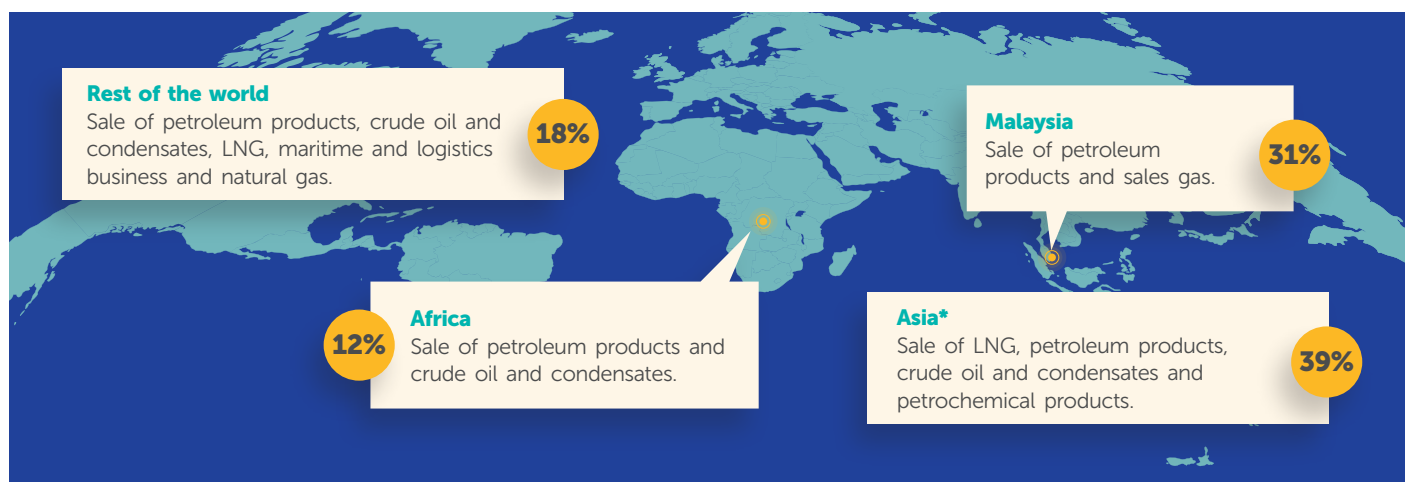 Rest of the world
Sale of petroleum products, crude oil and
condensates, LNG, maritime and logistics
business and natural gas.
18%
Malaysia
Sale of petroleum
products and sales gas.
31%
Africa
Sale of petroleum products and
crude oil and condensates.
12%
Asia*
Sale of LNG, petroleum products,
crude oil and condensates and
petrochemical products.
39%